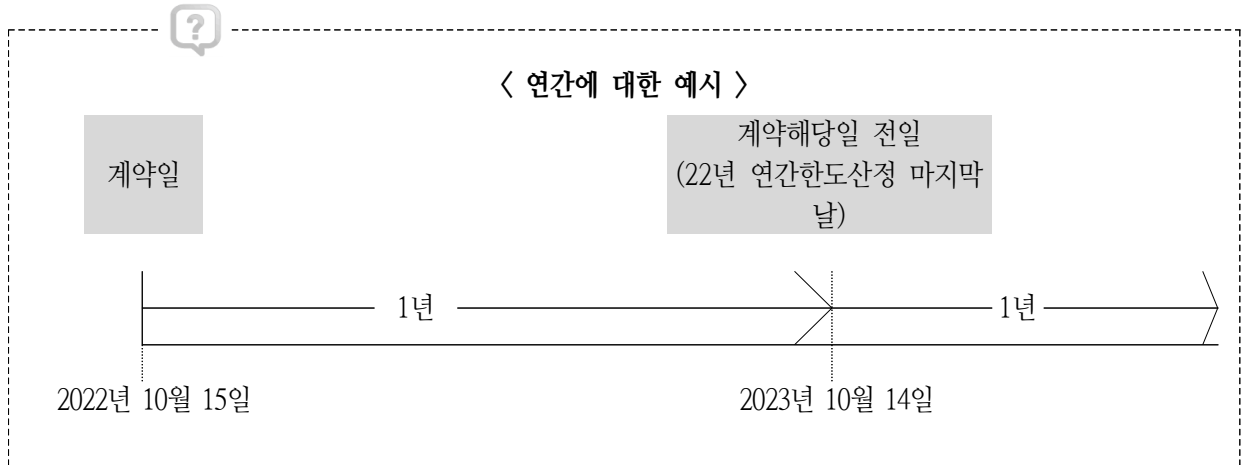 ?
〈 연간에 대한 예시 〉
계약일
계약해당일 전일
(22년 연간한도산정 마지막
날)
1년
1년
2022년 10월 15일
2023년 10월 14일